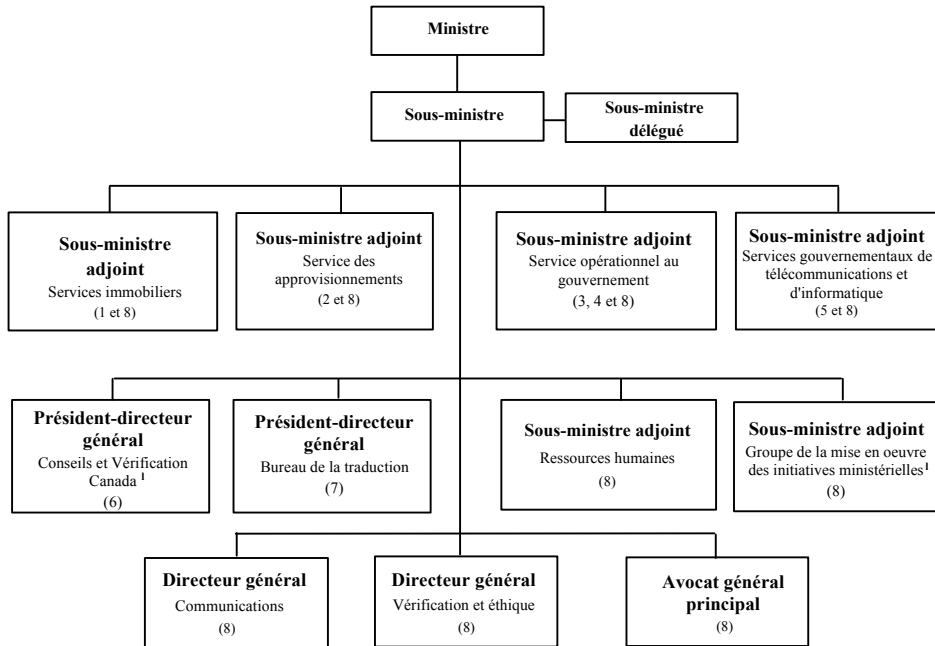 Ministre
Sous-ministre
Sous-ministre
délégué
Sous-ministre
adjoint
Services immobiliers
(1 et 8)
Sous-ministre adjoint
Service des
approvisionnements
(2 et 8)
Sous-ministre adjoint
Service opérationnel au
gouvernement
(3, 4 et 8)
Sous-ministre adjoint
Services gouvernementaux de
télécommunications et
d'informatique
(5 et 8)
Président-directeur
général
Conseils et Vérification
Canada ¹
(6)
Président-directeur
général
Bureau de la traduction
(7)
Sous-ministre adjoint
Ressources humaines
(8)
Sous-ministre adjoint
Groupe de la mise en oeuvre
des initiatives ministérielles¹
(8)
Directeur général
Communications
(8)
Directeur général
Vérification et éthique
(8)
Avocat général
principal
(8)